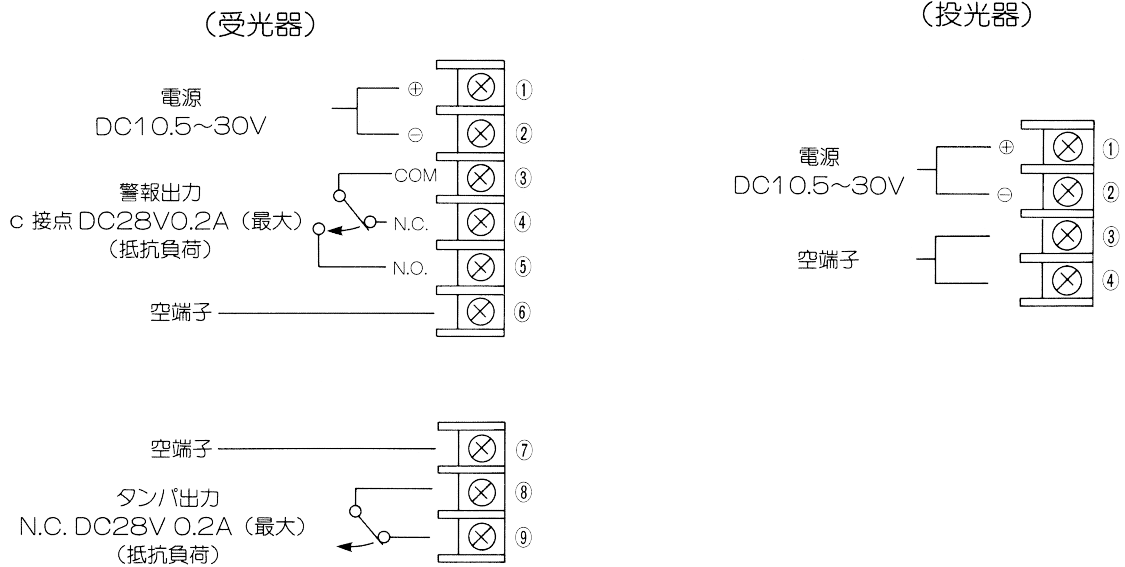 (受光器)
電源
DC10.5~30V
⊕
⊖
警報出力
c 接点 DC28V0.2A (最大)
(抵抗負荷)
COM
N.C.
N.O.
空端子
①
②
③
④
⑤
⑥
空端子
タンパ出力
N.C. DC28V 0.2A (最大)
(抵抗負荷)
⑦
⑧
⑨
(投光器)
電源
DC10.5~30V
⊕
⊖
空端子
①
②
③
④